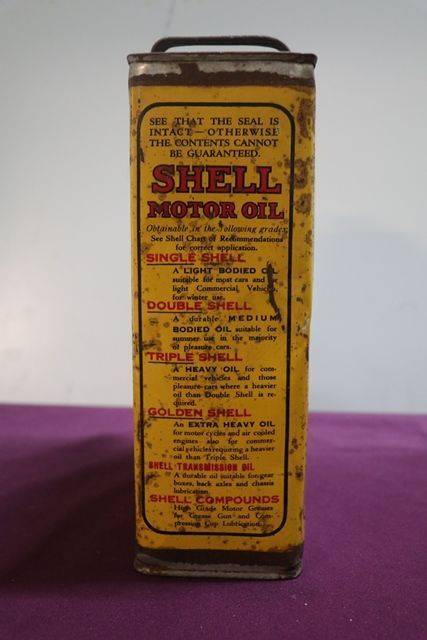 SEE THAT THE SEAL IS
INTACT—OTHERWISE
THE CONTENTS CANNOT
BE GUARANTEED.
SHELL
MOTOR OIL
Obtainable in the following grades
See Shell Chart of Recommendations
for correct application.
SINGLE SHELL
A LIGHT BODIED OIL
suitable for most cars and for
light Commercial Vehicles,
for winter use.
DOUBLE SHELL
A durable MEDIUM
BODIED OIL suitable for
summer use in the majority
of pleasure cars.
TRIPLE SHELL
A HEAVY OIL for com-
mercial vehicles and those
pleasure cars where a heavier
oil than Double Shell is re-
quired.
GOLDEN SHELL
An EXTRA HEAVY OIL
for motor cycles and air cooled
engines also for commer-
cial vehicles requiring a heavier
oil than Triple Shell.
SHELL TRANSMISSION OIL
A durable oil suitable for gear
boxes, back axles and chassis
lubrication.
SHELL COMPOUNDS
High Grade Motor Greases
for Grease Gun and Com-
pression Cup Lubrication.